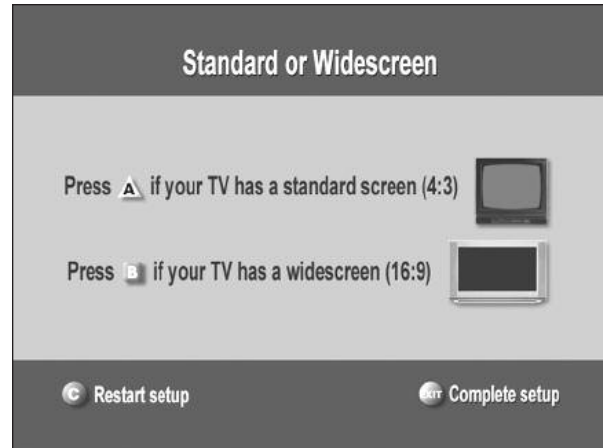 Standard or Widescreen
Press A if your TV has a standard screen (4:3)
Press B if your TV has a widescreen (16:9)
C Restart setup
EXIT Complete setup